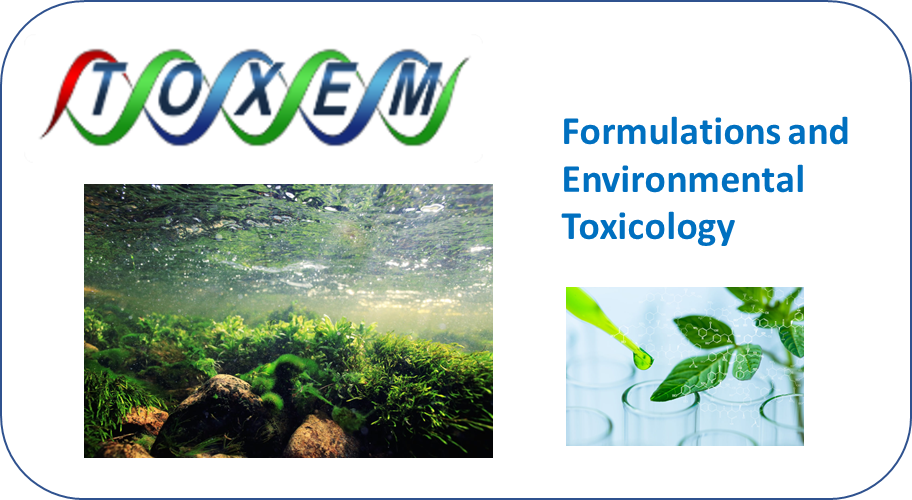 TOXEM
Formulations and
Environmental
Toxicology